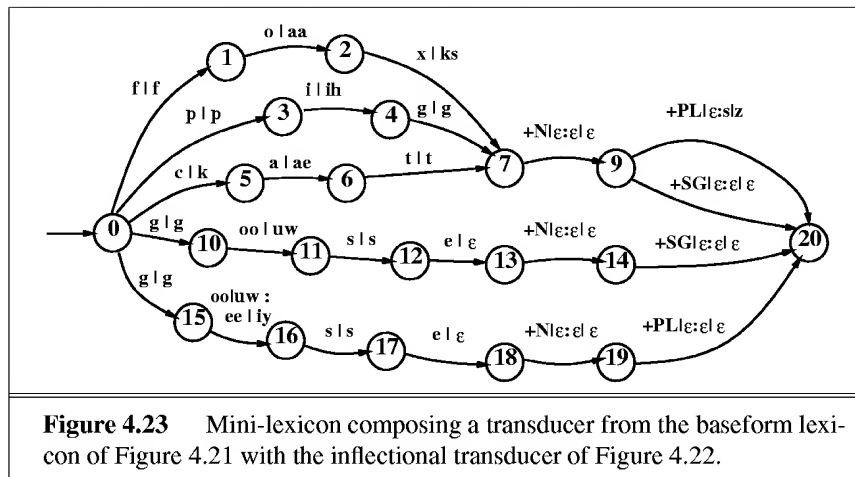 o | aa
1
2
x | ks
f | f
i | ih
p | p
3
4
g | g
+N|ε:ε| ε
+PL|ε:s|z
a | ae
t | t
7
9
c | k
5
6
+SG|ε:ε| ε
0
g | g
oo | uw
s | s
e | ε
+N|ε:ε| ε
+SG|ε:ε| ε
20
10
11
12
13
14
g | g
oo|uw :
ee | iy
s | s
e | ε
+N|ε:ε| ε
+PL|ε:ε| ε
15
16
17
18
19
Figure 4.23 Mini-lexicon composing a transducer from the baseform lexi-
con of Figure 4.21 with the inflectional transducer of Figure 4.22.